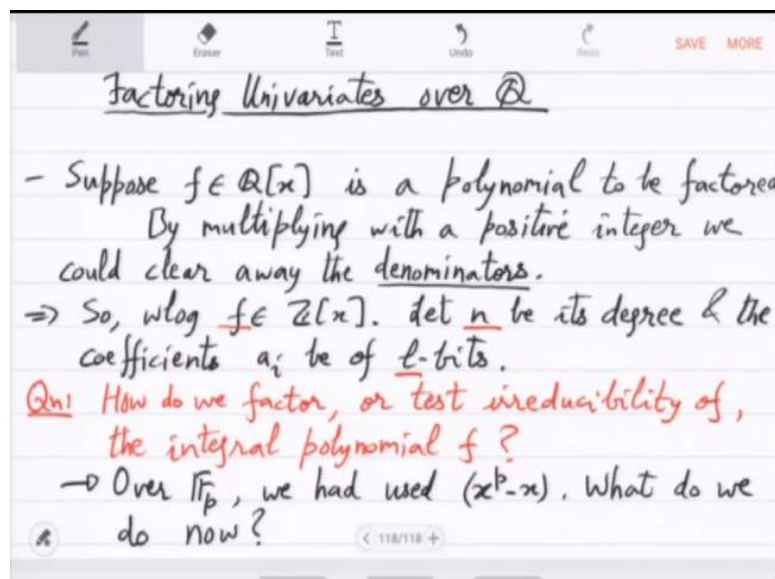 Pen Eraser Text Undo Redo SAVE MORE
Factoring Univariates over ℚ
- Suppose f ∈ ℚ[x] is a polynomial to be factored
By multiplying with a positive integer we
could clear away the denominators.
⇒ So, wlog f ∈ ℤ[x]. Let n be its degree & the
coefficients aᵢ be of ℓ-bits.
Qn: How do we factor, or test irreducibility of,
the integral polynomial f ?
→ Over 𝔽ₚ, we had used (xᵖ-x). What do we
do now?
< 118/118 +